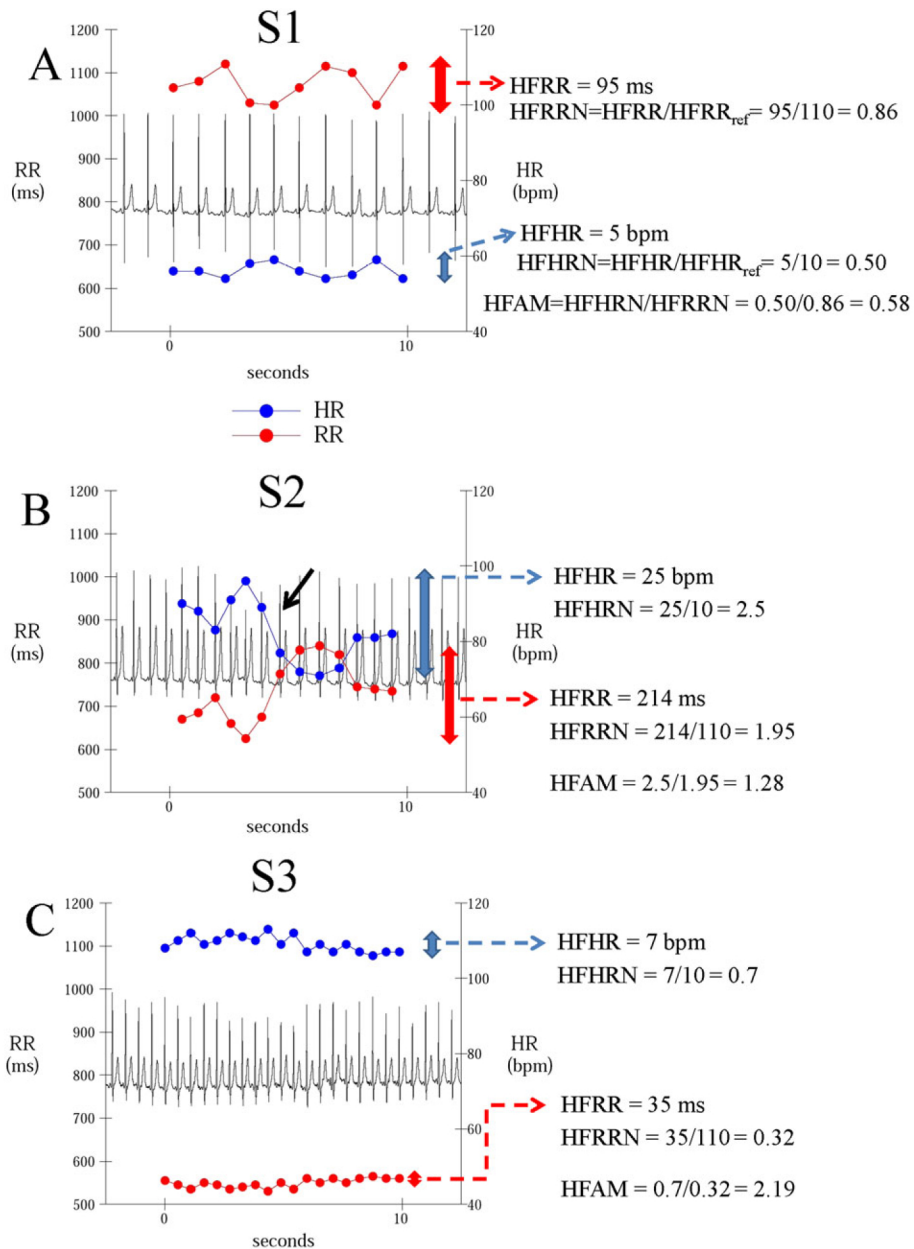 S1
A
1200
1100
1000
900
800
700
600
500
RR
(ms)
120
100
80
60
40
HR
(bpm)
0
10
seconds
HFRR = 95 ms
HFRRN=HFRR/HFRRref= 95/110 = 0.86
HFHR = 5 bpm
HFHRN=HFHR/HFHRref= 5/10 = 0.50
HFAM=HFHRN/HFRRN = 0.50/0.86 = 0.58
HR
RR
S2
B
1200
1100
1000
900
800
700
600
500
RR
(ms)
120
100
80
60
40
HR
(bpm)
0
10
seconds
HFHR = 25 bpm
HFHRN = 25/10 = 2.5
HFRR = 214 ms
HFRRN = 214/110 = 1.95
HFAM = 2.5/1.95 = 1.28
S3
C
1200
1100
1000
900
800
700
600
500
RR
(ms)
120
100
80
60
40
HR
(bpm)
0
10
seconds
HFHR = 7 bpm
HFHRN = 7/10 = 0.7
HFRR = 35 ms
HFRRN = 35/110 = 0.32
HFAM = 0.7/0.32 = 2.19